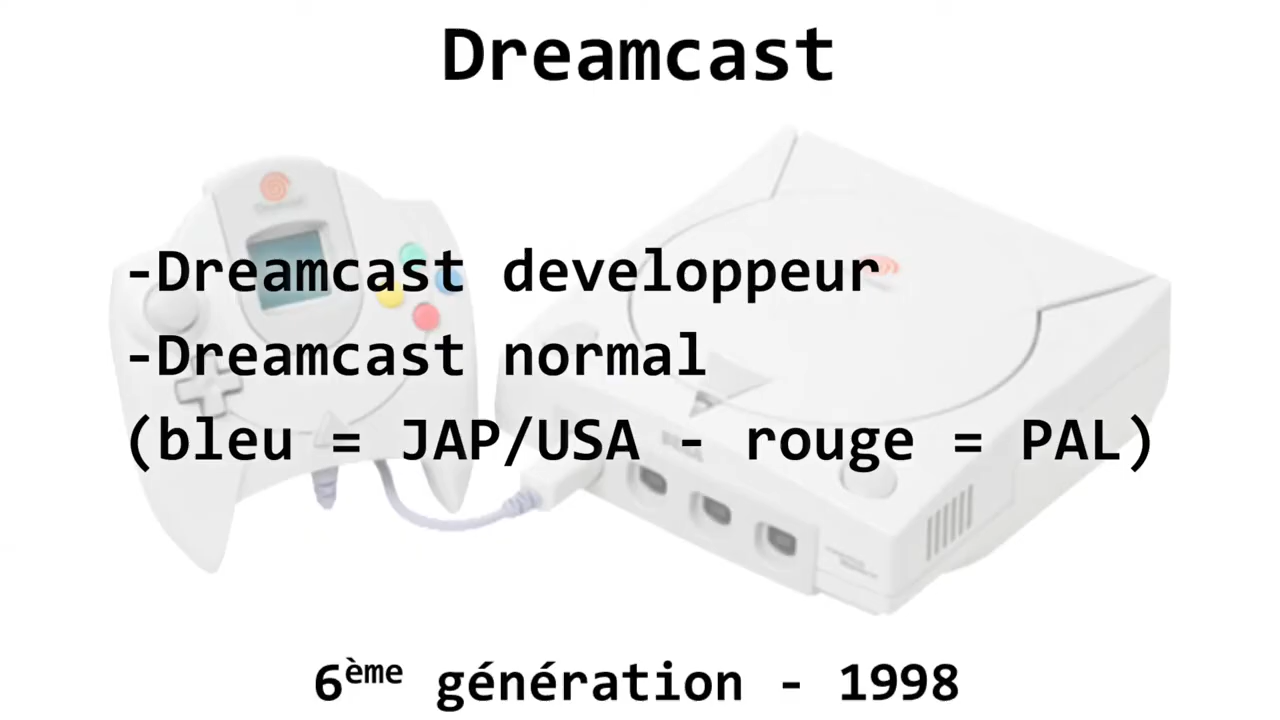 Dreamcast
-Dreamcast developpeur
-Dreamcast normal
(bleu = JAP/USA - rouge = PAL)
6ème génération - 1998